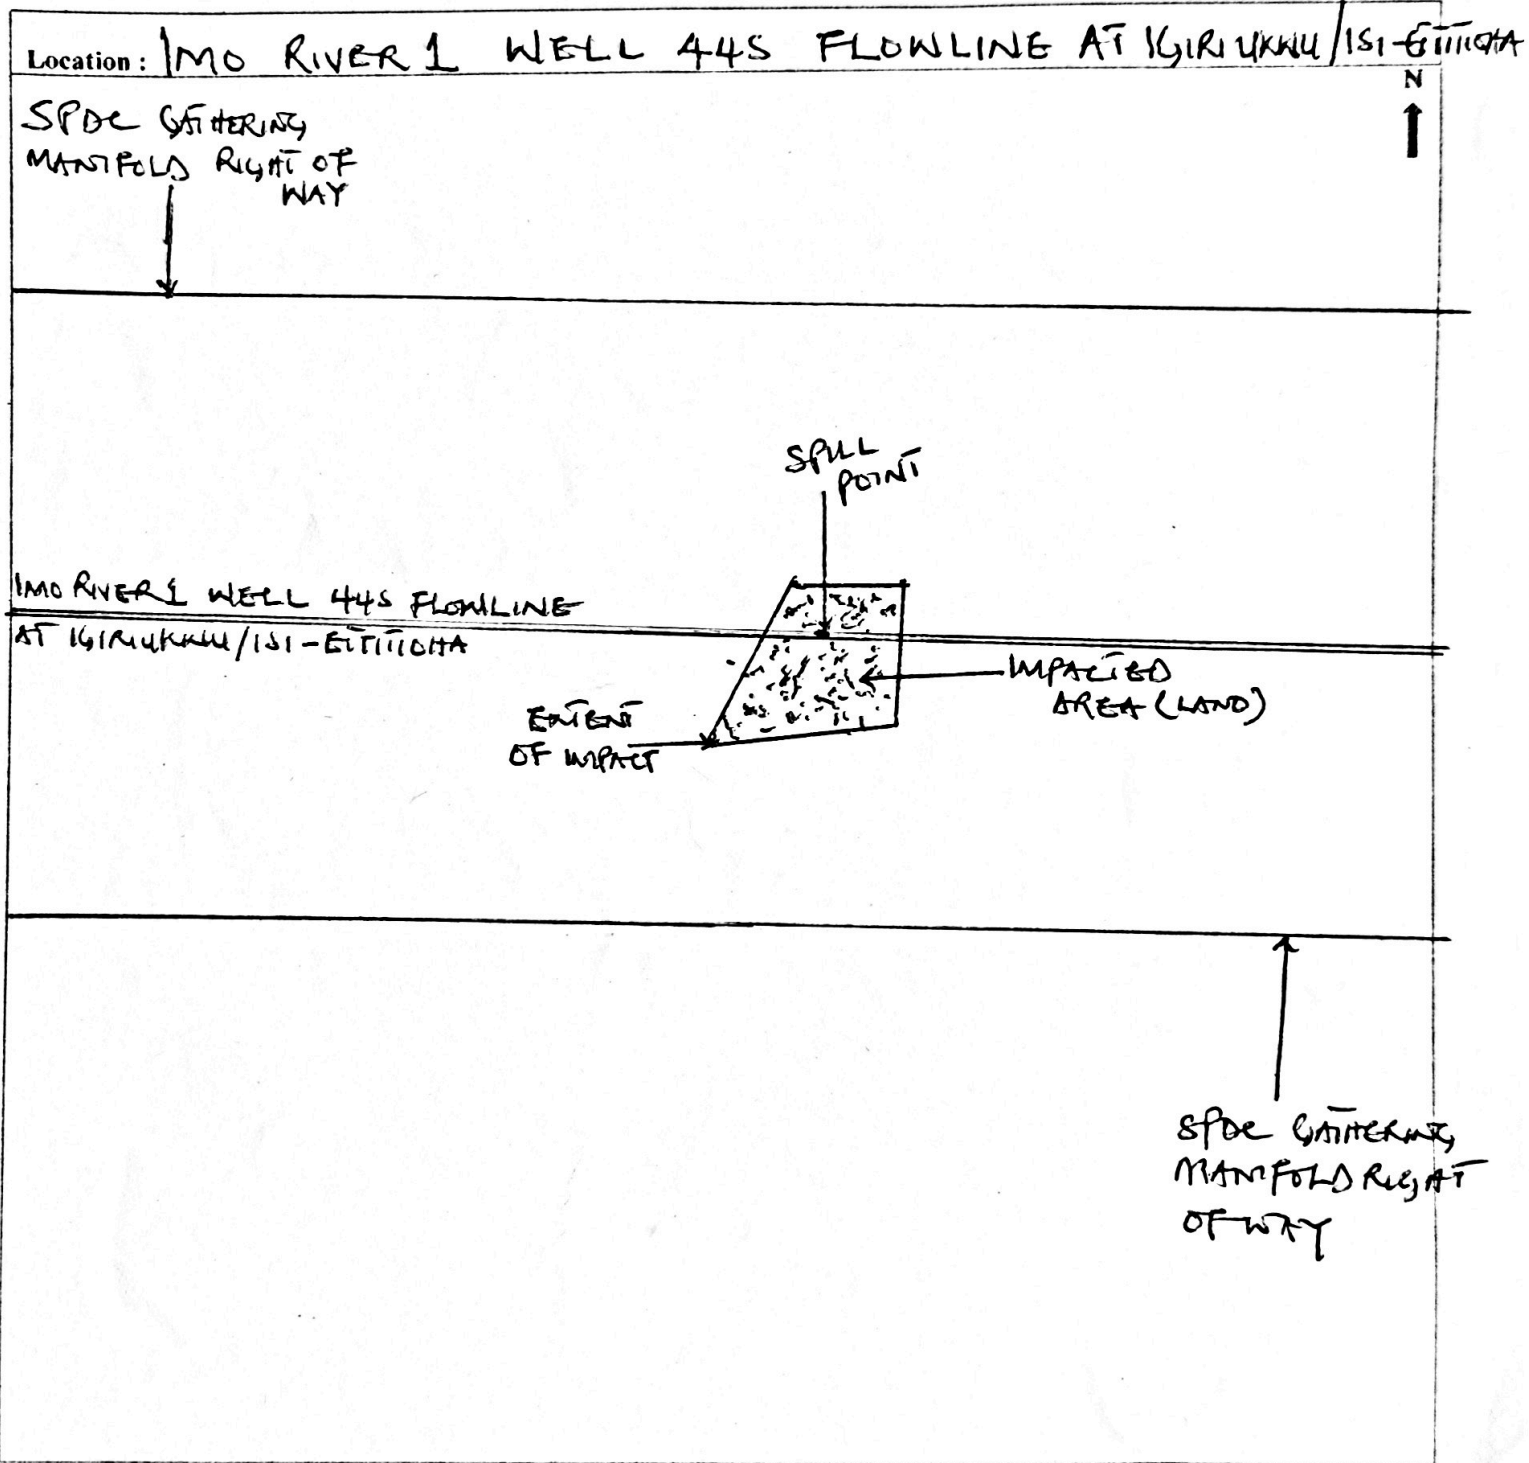 Location: IMO RIVER 1 WELL 44S FLOWLINE AT IGIRIUKWU/ISI-ETITIOHA
N
SPDC GATHERING
MANIFOLD RIGHT OF
WAY
SPILL
POINT
IMO RIVER 1 WELL 44S FLOWLINE
AT IGIRIUKWU/ISI-ETITIOHA
IMPACTED
AREA (LAND)
EXTENT
OF IMPACT
SPDC GATHERING
MANIFOLD RIGHT
OF WAY